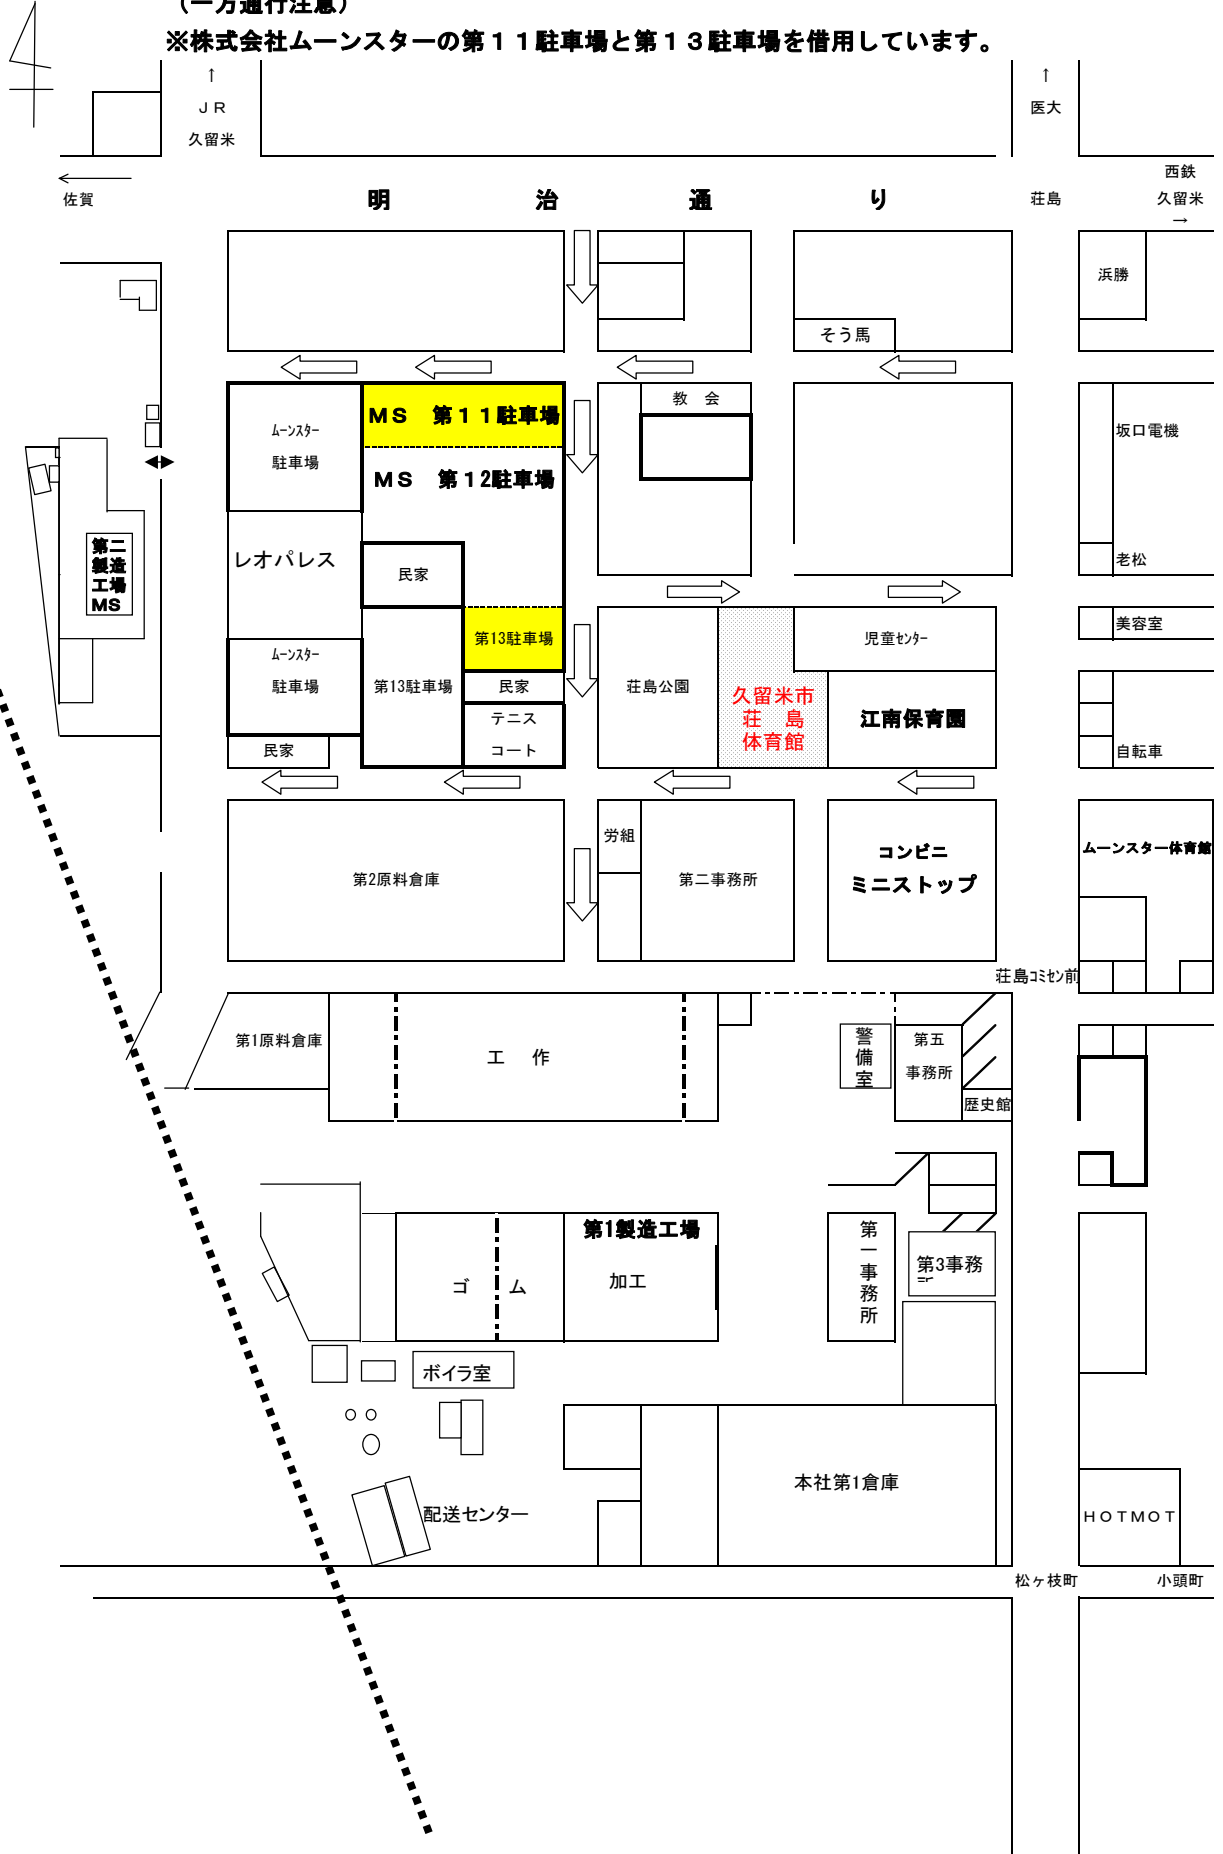 （一方通行注意）
※株式会社ムーンスターの第１１駐車場と第１３駐車場を借用しています。
↑
ＪＲ
久留米
↑
医大
佐賀
明 治 通 り
荘島
西鉄
久留米
→
浜勝
そう馬
ﾑｰﾝｽﾀｰ
駐車場
ＭＳ　第１１駐車場
ＭＳ　第１2駐車場
教　会
坂口電機
第二
製造
工場
MS
レオパレス
民家
老松
ﾑｰﾝｽﾀｰ
駐車場
第13駐車場
第13駐車場
民家
テニス
コート
民家
荘島公園
久留米市
荘　島
体育館
児童ｾﾝﾀｰ
江南保育園
美容室
自転車
第2原料倉庫
労組
第二事務所
コンビニ
ミニストップ
ムーンスター体育館
荘島ｺﾐｾﾝ前
第1原料倉庫
工　作
警
備
室
第五
事務所
歴史館
第1製造工場
ゴ　ム
加工
第
一
事
務
所
第3事務
ボイラ室
配送センター
本社第1倉庫
ＨＯＴＭＯＴ
松ヶ枝町
小頭町